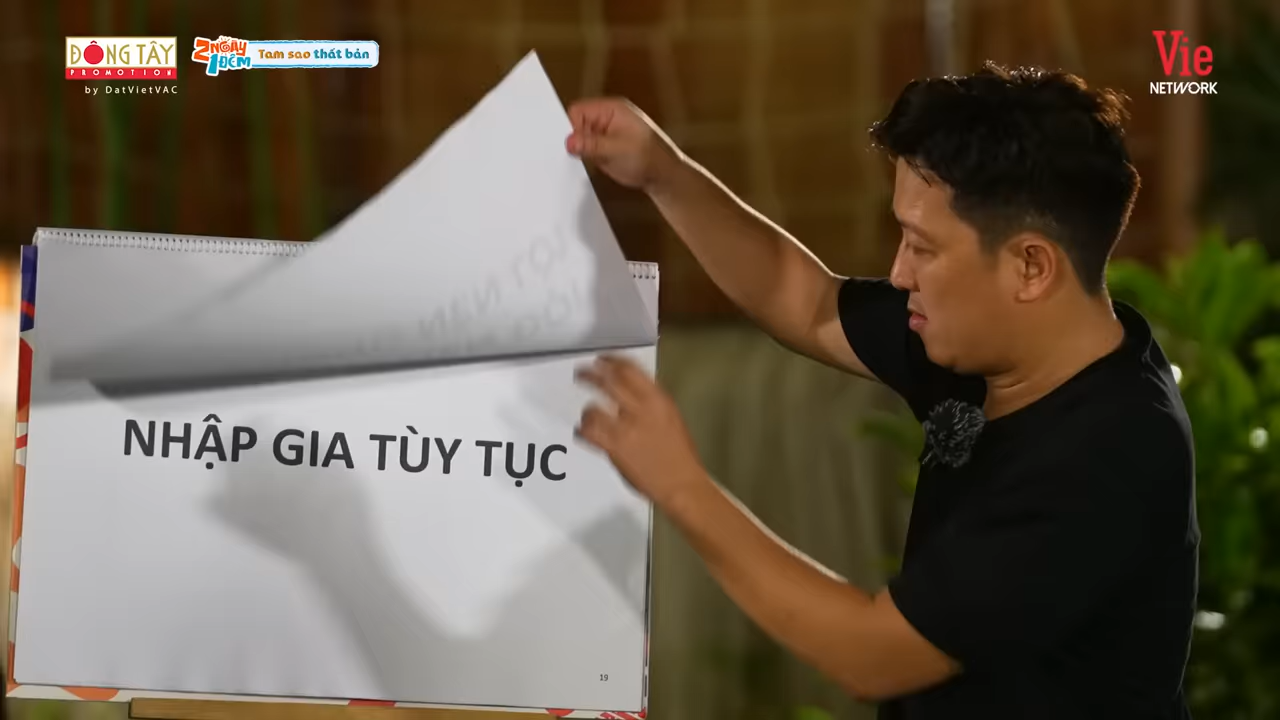 ĐÔNG TÂY
PROMOTION
by DatVietVAC
2 NGÀY 1 ĐÊM
Tam sao thất bản
Vie
NETWORK
NHẬP GIA TÙY TỤC
19